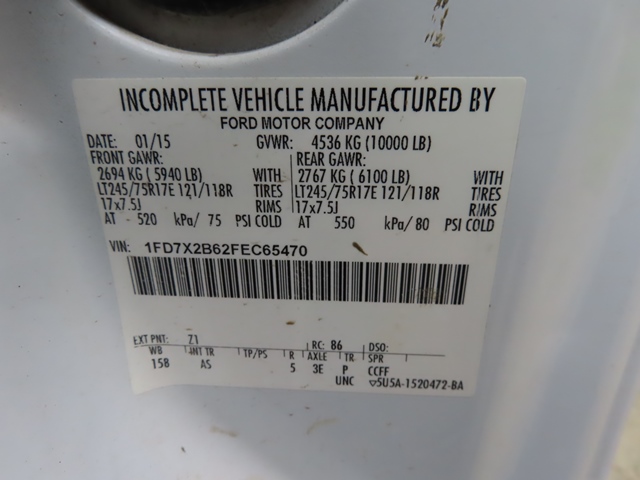 INCOMPLETE VEHICLE MANUFACTURED BY
FORD MOTOR COMPANY
DATE: 01/15 GVWR: 4536 KG (10000 LB)
FRONT GAWR: REAR GAWR:
2694 KG ( 5940 LB) WITH 2767 KG ( 6100 LB) WITH
LT245/75R17E 121/118R TIRES LT245/75R17E 121/118R TIRES
17x7.5J RIMS 17x7.5J RIMS
AT - 520 kPa/ 75 PSI COLD AT 550 kPa/ 80 PSI COLD
VIN: 1FD7X2B62FEC65470
EXT PNT: Z1 RC: 86 DSO:
WB INT TR TP/PS R AXLE TR SPR
158 AS 5 3E P CCFF
UNC ▽5U5A-1520472-BA